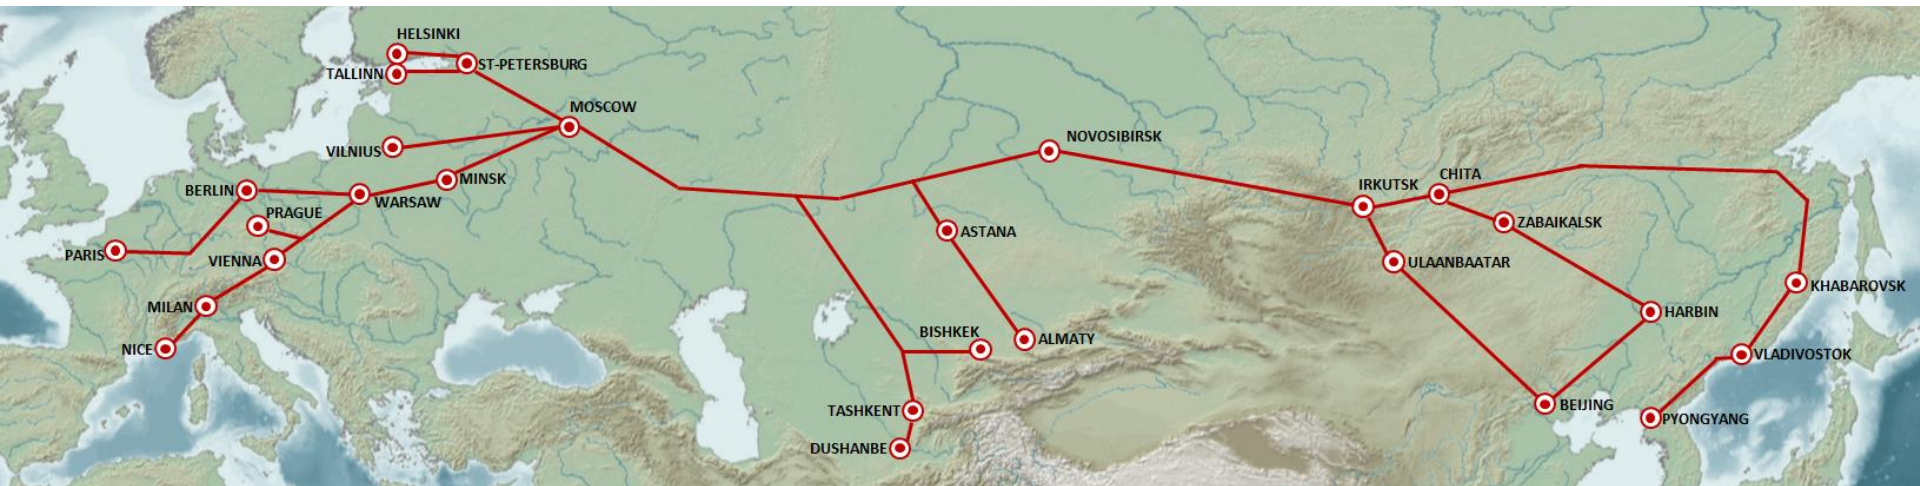 HELSINKI
ST-PETERSBURG
TALLINN
MOSCOW
NOVOSIBIRSK
VILNIUS
MINSK
CHITA
IRKUTSK
BERLIN
WARSAW
PRAGUE
ZABAIKALSK
ASTANA
PARIS
VIENNA
ULAANBAATAR
KHABAROVSK
MILAN
HARBIN
BISHKEK
ALMATY
NICE
VLADIVOSTOK
TASHKENT
BEIJING
PYONGYANG
DUSHANBE